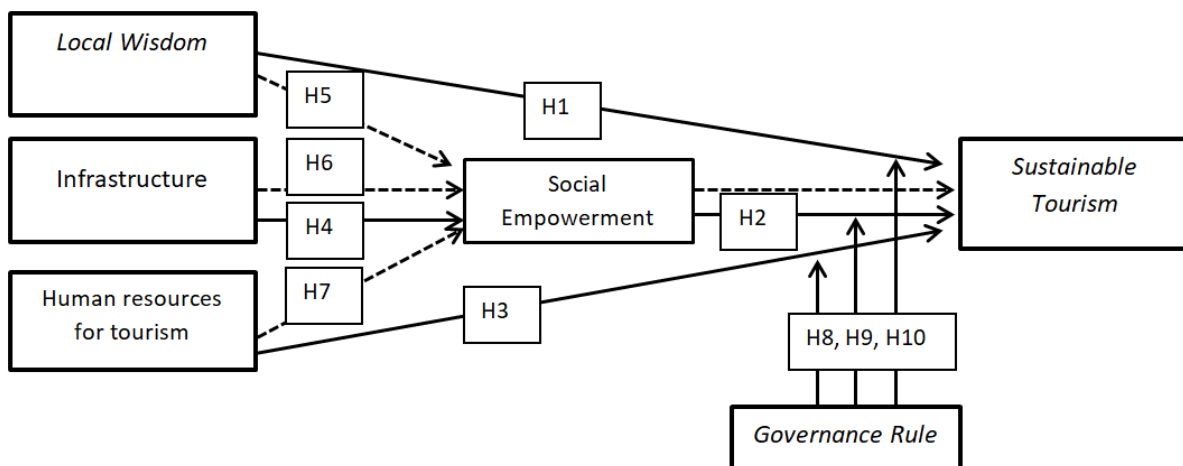 Local Wisdom
H5
H1
Infrastructure
H6
Social
Empowerment
Sustainable
Tourism
H4
H2
Human resources
for tourism
H7
H3
H8, H9, H10
Governance Rule